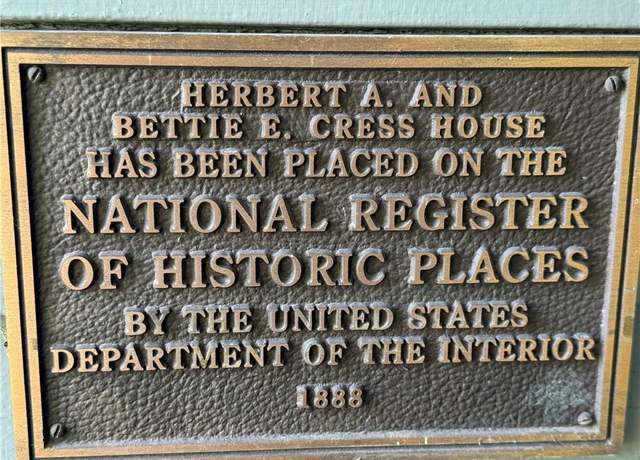 HERBERT A. AND
BETTIE E. CRESS HOUSE
HAS BEEN PLACED ON THE
NATIONAL REGISTER
OF HISTORIC PLACES
BY THE UNITED STATES
DEPARTMENT OF THE INTERIOR
1888